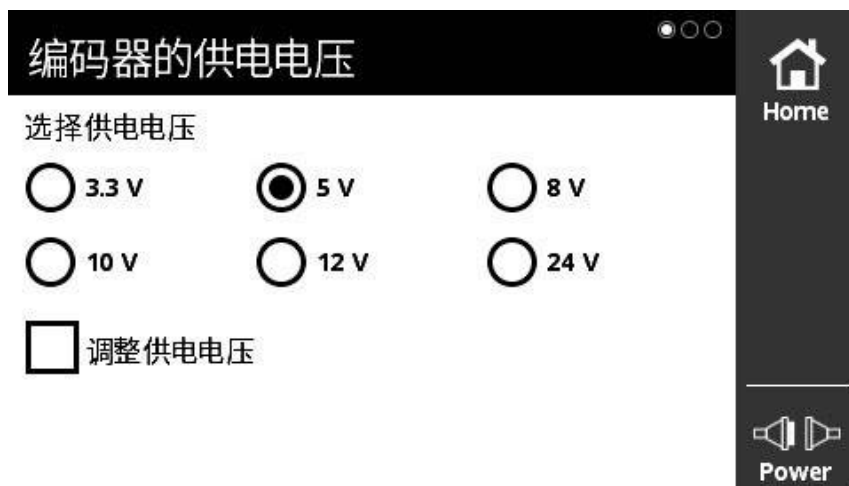 编码器的供电电压
Home
选择供电电压
3.3 V 5 V 8 V
10 V 12 V 24 V
调整供电电压
Power